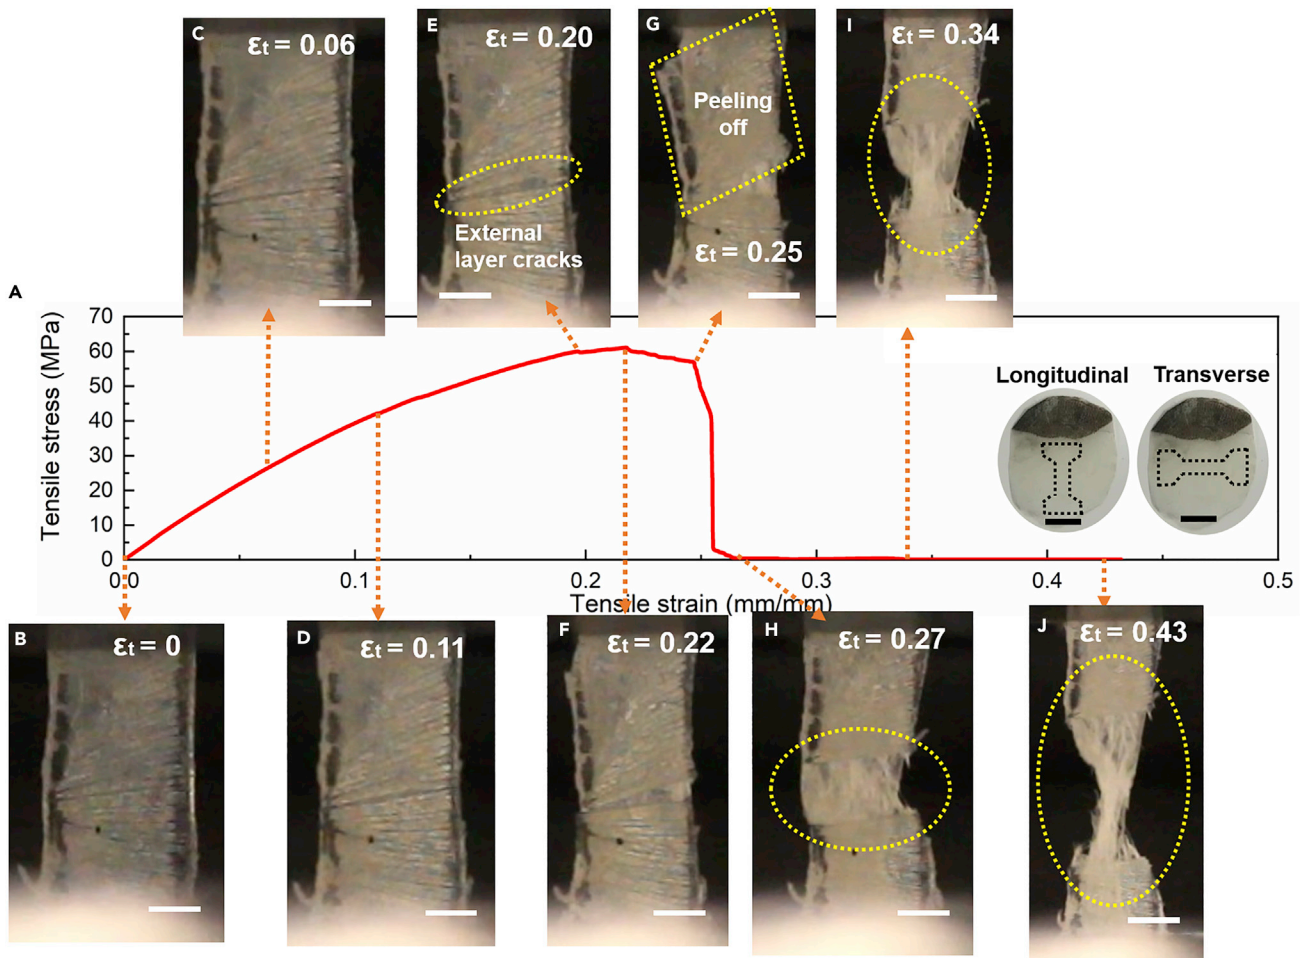 C
εt = 0.06
E
εt = 0.20
External
layer cracks
G
Peeling
off
εt = 0.25
I
εt = 0.34
A
Tensile stress (MPa)
70
60
50
40
30
20
10
0
0.0
0.1
0.2
0.3
0.4
0.5
Tensile strain (mm/mm)
Longitudinal
Transverse
B
εt = 0
D
εt = 0.11
F
εt = 0.22
H
εt = 0.27
J
εt = 0.43